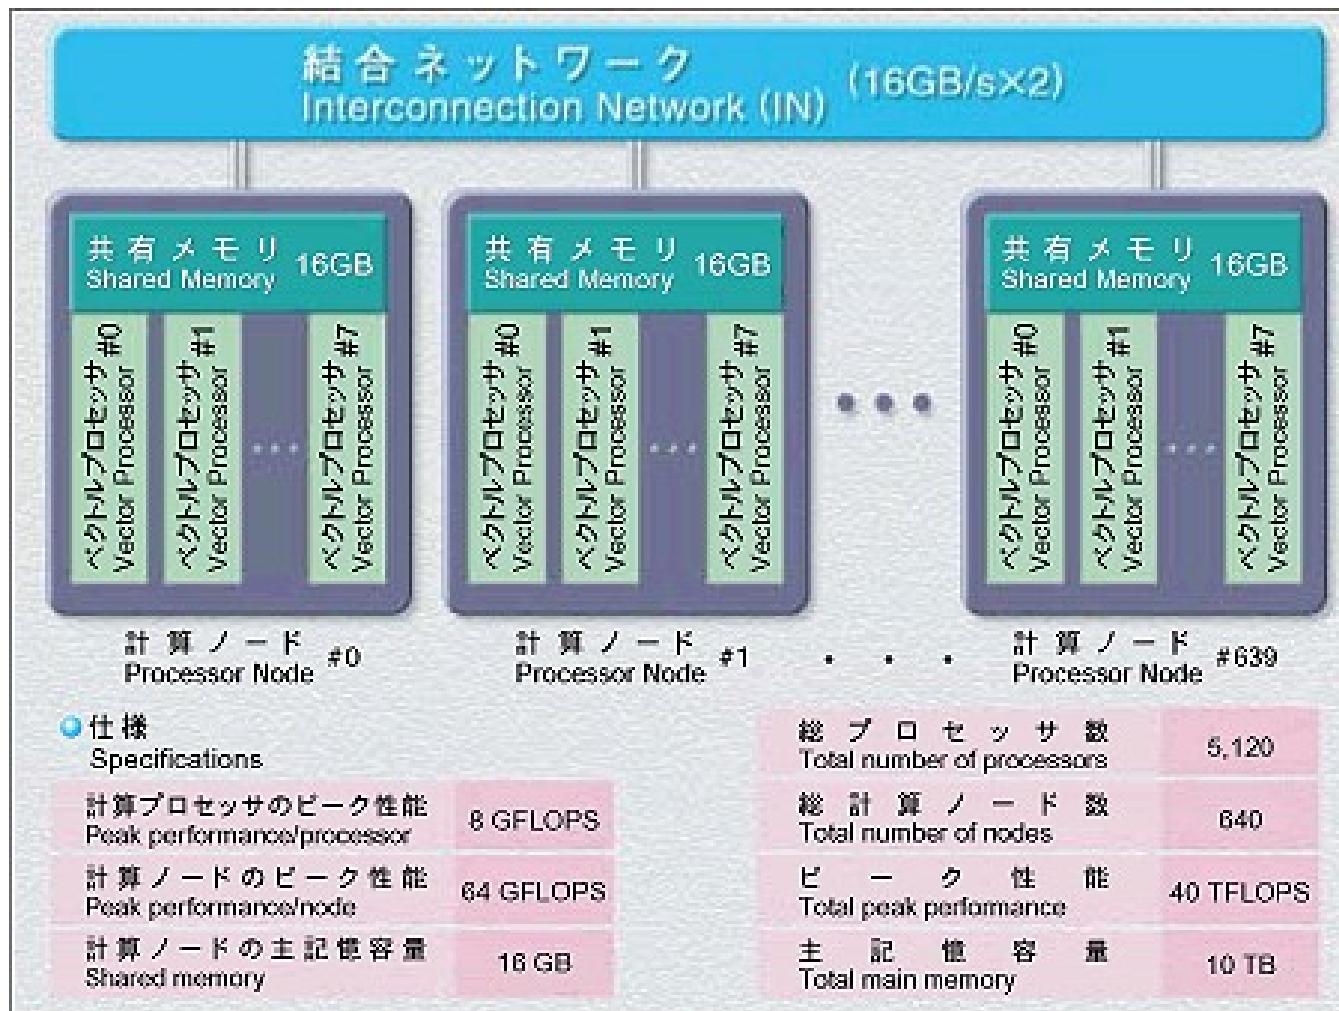 結合ネットワーク
Interconnection Network (IN)
(16GB/s×2)
共有メモリ
Shared Memory
16GB
ベクトルプロセッサ
Vector Processor
#0
ベクトルプロセッサ
Vector Processor
#1
...
ベクトルプロセッサ
Vector Processor
#7
計算ノード
Processor Node
#0
共有メモリ
Shared Memory
16GB
ベクトルプロセッサ
Vector Processor
#0
ベクトルプロセッサ
Vector Processor
#1
...
ベクトルプロセッサ
Vector Processor
#7
計算ノード
Processor Node
#1
. . .
共有メモリ
Shared Memory
16GB
ベクトルプロセッサ
Vector Processor
#0
ベクトルプロセッサ
Vector Processor
#1
...
ベクトルプロセッサ
Vector Processor
#7
計算ノード
Processor Node
#639
仕様
Specifications
計算プロセッサのピーク性能
Peak performance/processor
8 GFLOPS
計算ノードのピーク性能
Peak performance/node
64 GFLOPS
計算ノードの主記憶容量
Shared memory
16 GB
総プロセッサ数
Total number of processors
5,120
総計算ノード数
Total number of nodes
640
ピーク性能
Total peak performance
40 TFLOPS
主記憶容量
Total main memory
10 TB